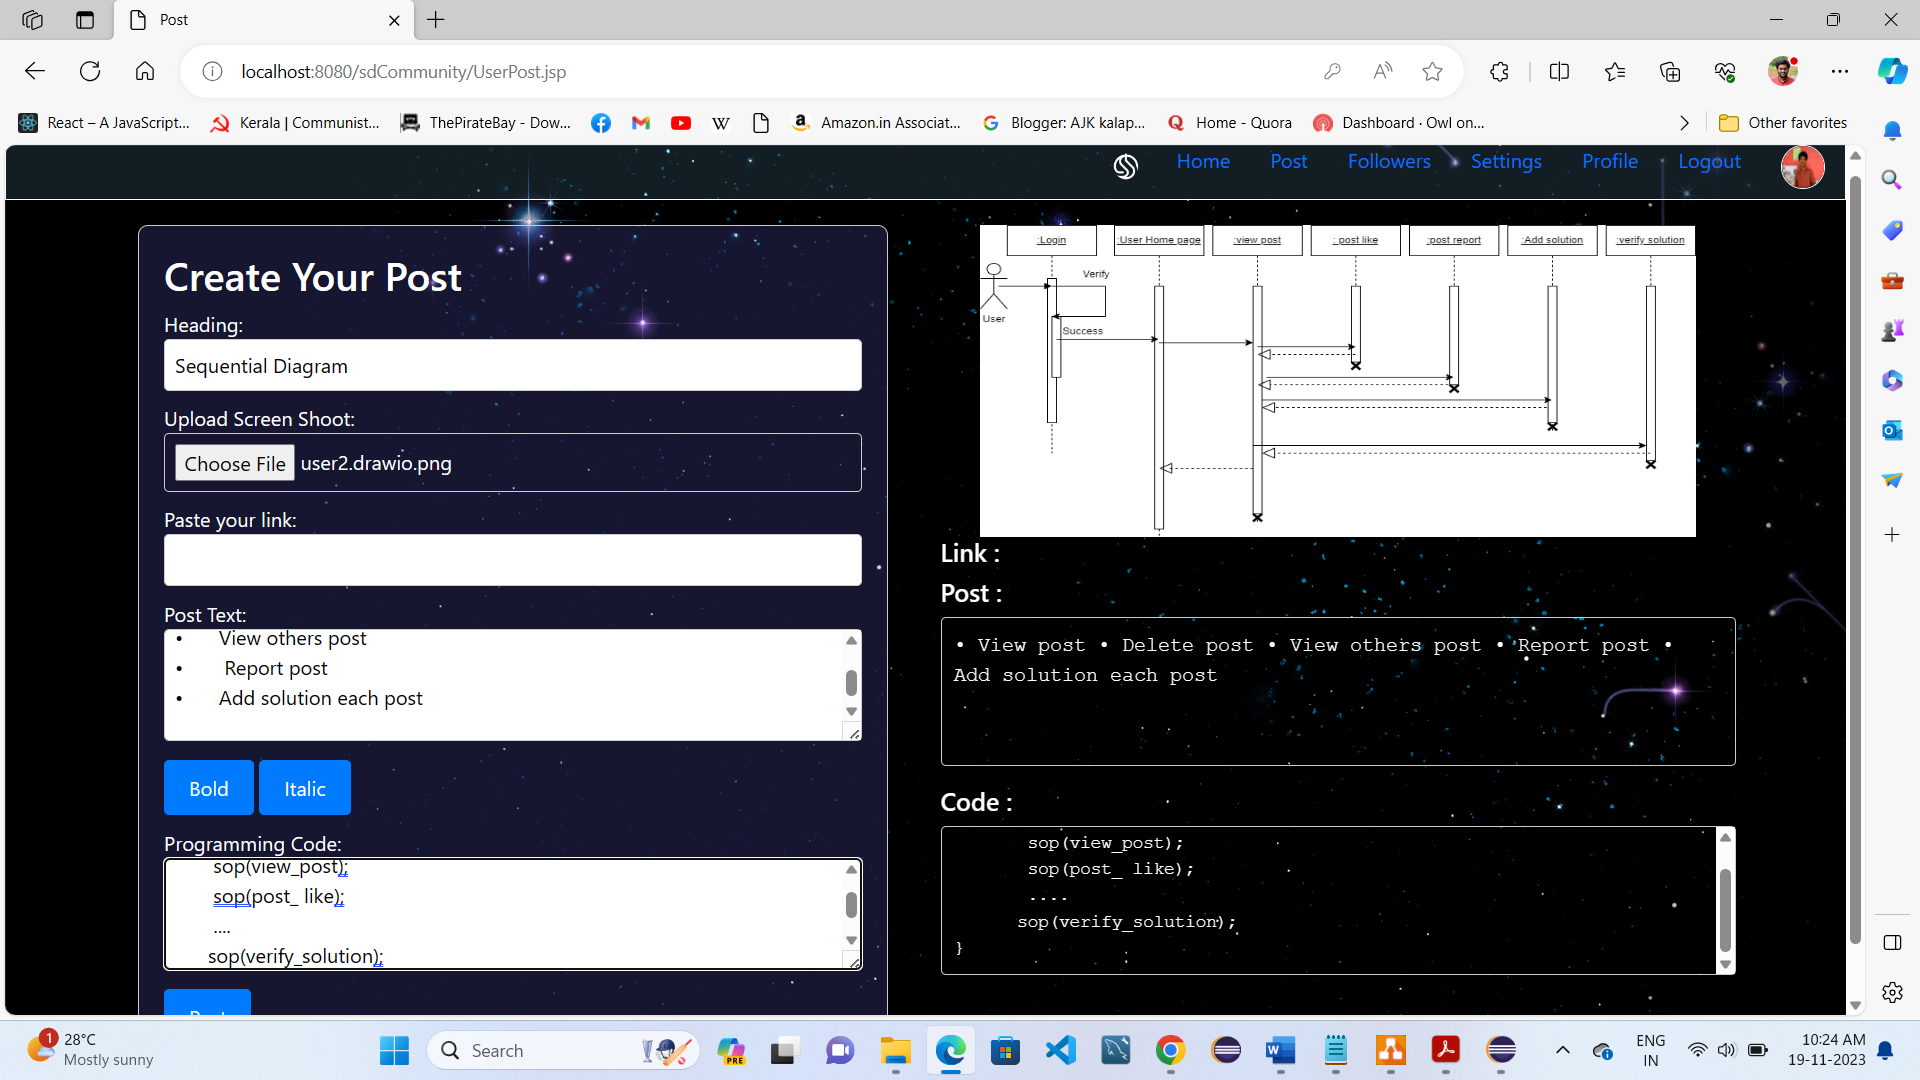 Post
localhost:8080/sdCommunity/UserPost.jsp
React – A JavaScript...
Kerala | Communist...
ThePirateBay - Dow...
W
Amazon.in Associat...
Blogger: AJK kalap...
Home - Quora
Dashboard · Owl on...
Other favorites
Home Post Followers Settings Profile Logout
Create Your Post
Heading:
Sequential Diagram
Upload Screen Shoot:
Choose File user2.drawio.png
Paste your link:
Post Text:
• View others post
• Report post
• Add solution each post
Bold Italic
Programming Code:
sop(view_post);
sop(post_ like);
....
sop(verify_solution);
Post
:Login :User Home page :view post : post like :post report :Add solution :verify solution
Verify
User
Success
Link :
Post :
• View post • Delete post • View others post • Report post •
Add solution each post
Code :
sop(view_post);
sop(post_ like);
....
sop(verify_solution);
}
1
28°C
Mostly sunny
Search
PRE
ENG
IN
10:24 AM
19-11-2023